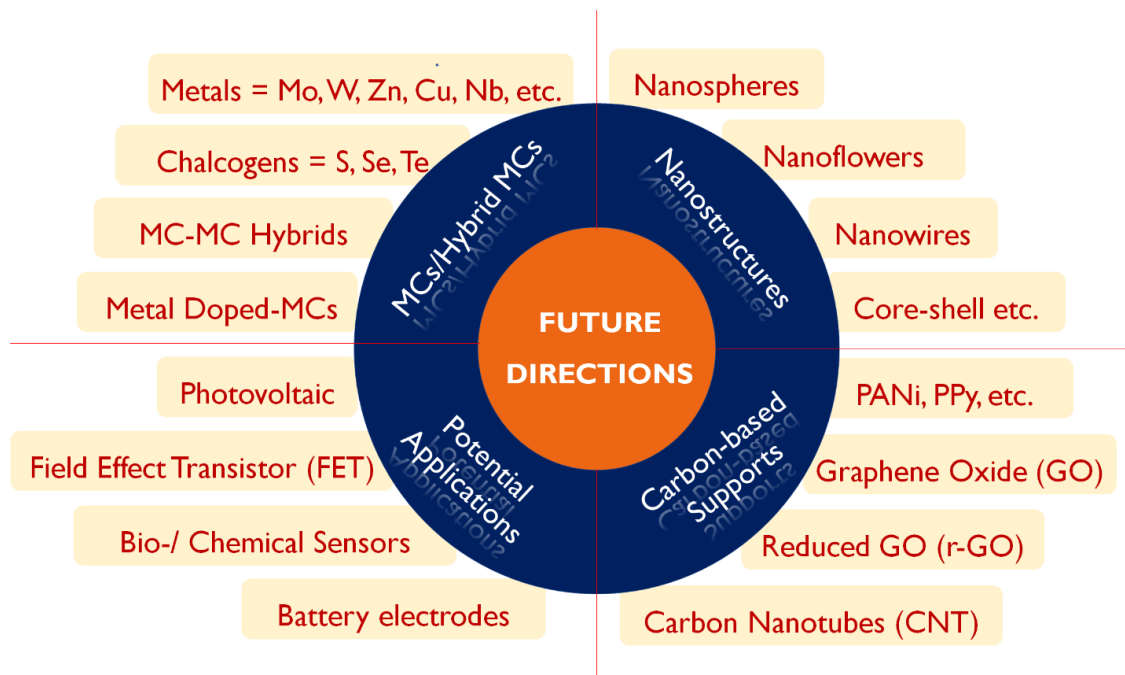 Metals = Mo, W, Zn, Cu, Nb, etc.
Chalcogens = S, Se, Te
MC-MC Hybrids
Metal Doped-MCs
MCs/Hybrid MCs
Nanospheres
Nanoflowers
Nanowires
Core-shell etc.
Nanostructures
FUTURE
DIRECTIONS
Photovoltaic
Field Effect Transistor (FET)
Bio-/ Chemical Sensors
Battery electrodes
Potential
Applications
PANi, PPy, etc.
Graphene Oxide (GO)
Reduced GO (r-GO)
Carbon Nanotubes (CNT)
Carbon-based
Supports